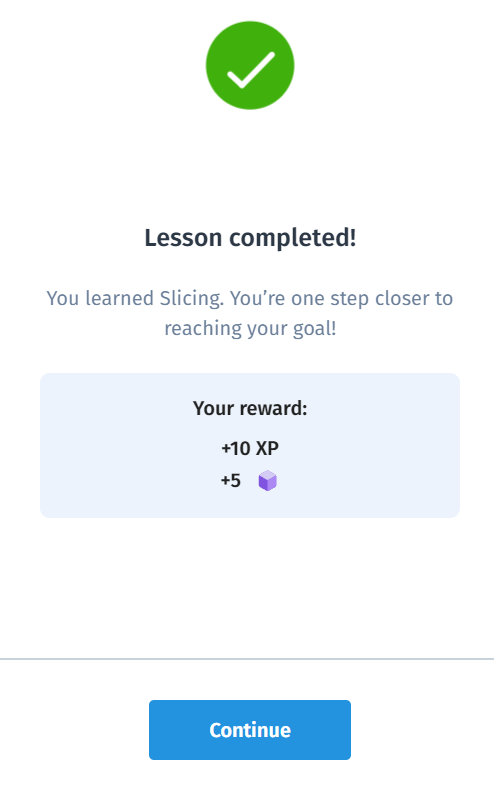 Lesson completed!
You learned Slicing. You’re one step closer to
reaching your goal!
Your reward:
+10 XP
+5
Continue